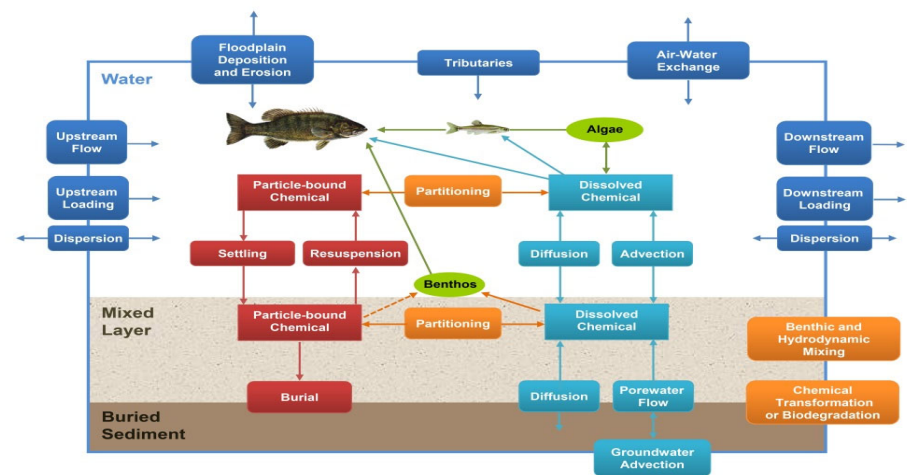 Floodplain
Deposition
and Erosion
Tributaries
Air-Water
Exchange
Water
Upstream
Flow
Algae
Downstream
Flow
Upstream
Loading
Particle-bound
Chemical
Partitioning
Dissolved
Chemical
Downstream
Loading
Dispersion
Settling
Resuspension
Diffusion
Advection
Dispersion
Benthos
Mixed
Layer
Particle-bound
Chemical
Partitioning
Dissolved
Chemical
Benthic and
Hydrodynamic
Mixing
Burial
Diffusion
Porewater
Flow
Chemical
Transformation
or Biodegradation
Buried
Sediment
Groundwater
Advection